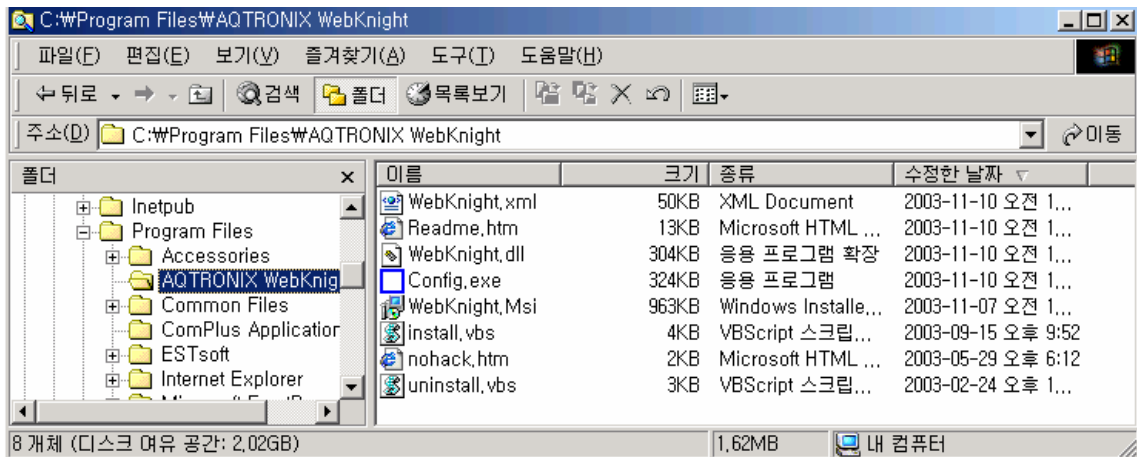 C:₩Program Files₩AQTRONIX WebKnight
파일(F) 편집(E) 보기(V) 즐겨찾기(A) 도구(T) 도움말(H)
뒤로 검색 폴더 목록보기
주소(D) C:₩Program Files₩AQTRONIX WebKnight 이동
폴더
Inetpub
Program Files
Accessories
AQTRONIX WebKnig
Common Files
ComPlus Application
ESTsoft
Internet Explorer
이름 크기 종류 수정한 날짜
WebKnight.xml 50KB XML Document 2003-11-10 오전 1...
Readme.htm 13KB Microsoft HTML ... 2003-11-10 오전 1...
WebKnight.dll 304KB 응용 프로그램 확장 2003-11-10 오전 1...
Config.exe 324KB 응용 프로그램 2003-11-10 오전 1...
WebKnight.Msi 963KB Windows Installe... 2003-11-07 오전 1...
install.vbs 4KB VBScript 스크립... 2003-09-15 오후 9:52
nohack.htm 2KB Microsoft HTML ... 2003-05-29 오후 6:12
uninstall.vbs 3KB VBScript 스크립... 2003-02-24 오후 1...
8 개체 (디스크 여유 공간: 2.02GB) 1.62MB 내 컴퓨터